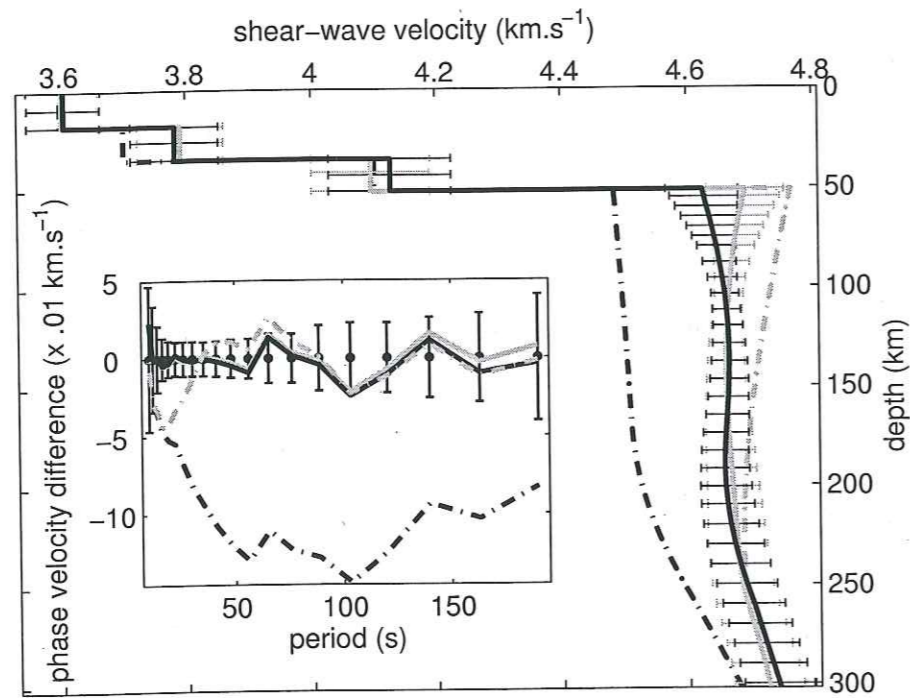 shear−wave velocity (km.s−1)
3.6 3.8 4 4.2 4.4 4.6 4.8
0
50
100
150
200
250
300
depth (km)
phase velocity difference (x .01 km.s−1)
5
0
−5
−10
50 100 150
period (s)